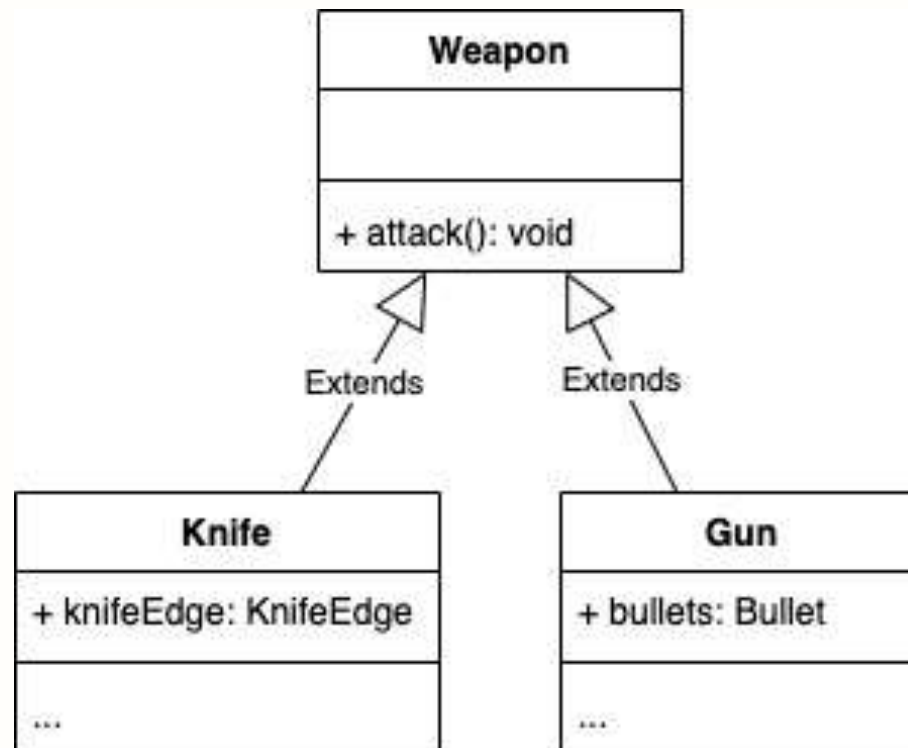 Weapon
+ attack(): void
Extends
Extends
Knife
+ knifeEdge: KnifeEdge
...
Gun
+ bullets: Bullet
...